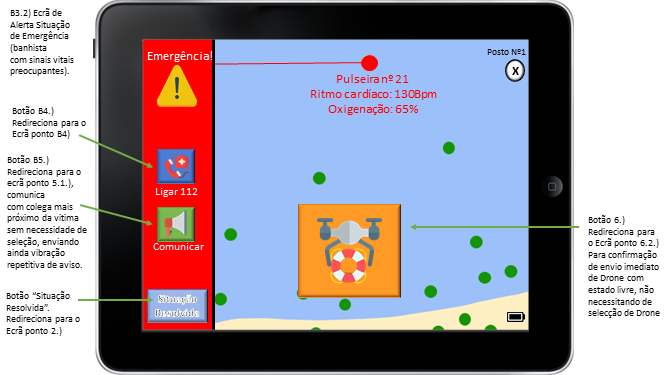 B3.2) Ecrã de
Alerta Situação
de Emergência
(banhista
com sinais vitais
preocupantes).
Botão B4.)
Redireciona para o
Ecrã ponto B4)
Botão B5.)
Redireciona para o
ecrã ponto 5.1.),
comunica
com colega mais
próximo da vitima
sem necessidade de
seleção, enviando
ainda vibração
repetitiva de aviso.
Botão “Situação
Resolvida”.
Redireciona para o
Ecrã ponto 2.)
Emergência!
Ligar 112
Comunicar
Situação
Resolvida
Posto Nº1
X
Pulseira nº 21
Ritmo cardíaco: 130Bpm
Oxigenação: 65%
Botão 6.)
Redireciona para
o Ecrã ponto 6.2.)
Para confirmação
de envio imediato
de Drone com
estado livre, não
necessitando de
selecção de Drone